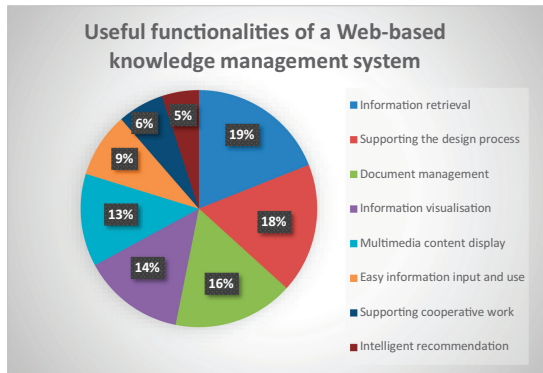 Useful functionalities of a Web-based
knowledge management system
5%
6%
19%
9%
13%
18%
14%
16%
Information retrieval
Supporting the design process
Document management
Information visualisation
Multimedia content display
Easy information input and use
Supporting cooperative work
Intelligent recommendation